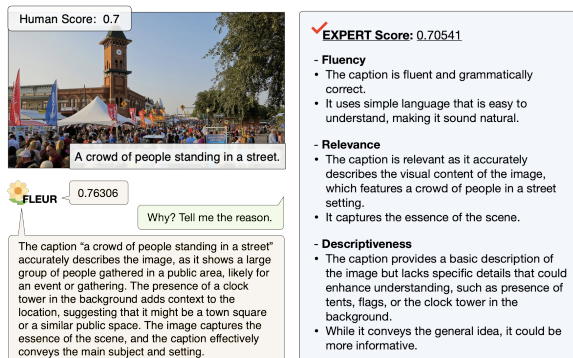 Human Score: 0.7
A crowd of people standing in a street.
FLEUR
0.76306
Why? Tell me the reason.
The caption “a crowd of people standing in a street”
accurately describes the image, as it shows a large
group of people gathered in a public area, likely for
an event or gathering. The presence of a clock
tower in the background adds context to the
location, suggesting that it might be a town square
or a similar public space. The image captures the
essence of the scene, and the caption effectively
conveys the main subject and setting.
EXPERT Score: 0.70541
- Fluency
• The caption is fluent and grammatically
correct.
• It uses simple language that is easy to
understand, making it sound natural.
- Relevance
• The caption is relevant as it accurately
describes the visual content of the image,
which features a crowd of people in a street
setting.
• It captures the essence of the scene.
- Descriptiveness
• The caption provides a basic description of
the image but lacks specific details that could
enhance understanding, such as presence of
tents, flags, or the clock tower in the
background.
• While it conveys the general idea, it could be
more informative.